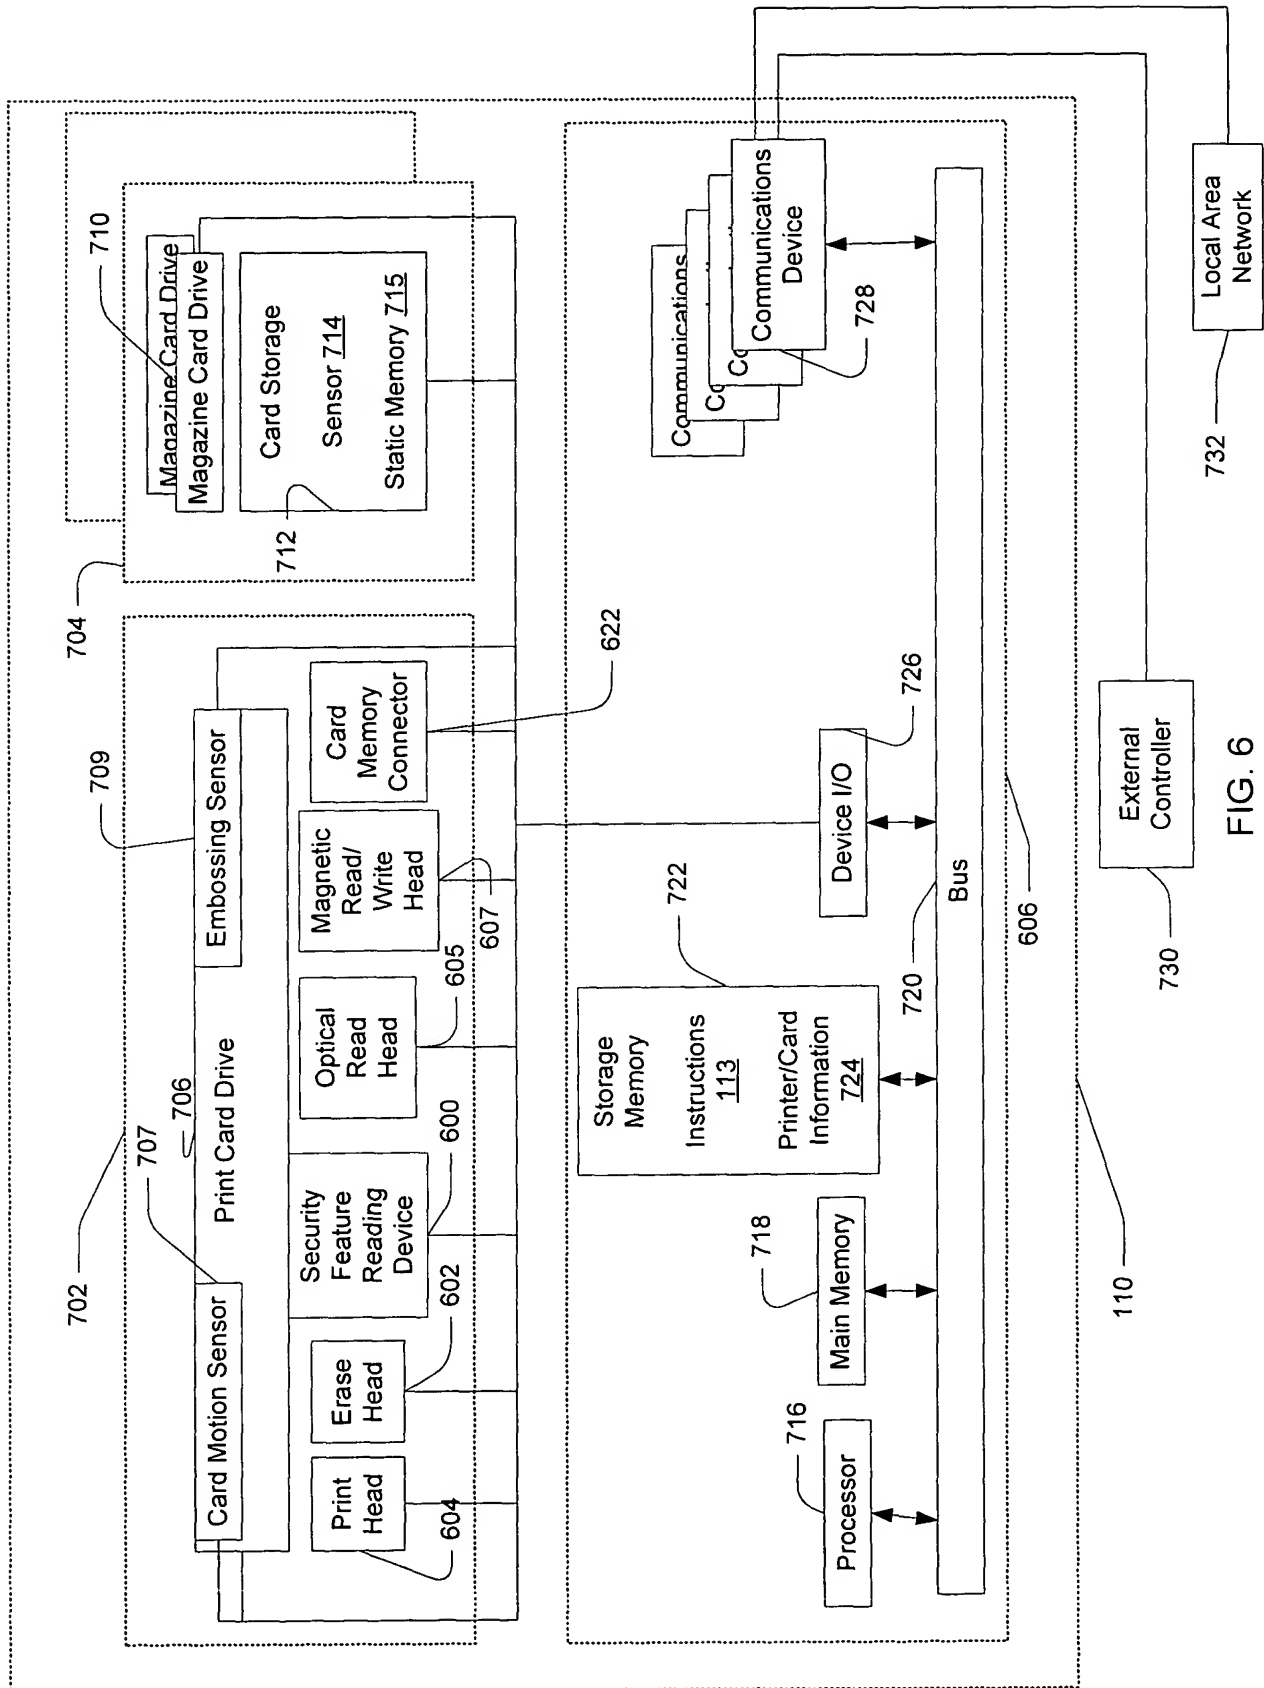 702
706
707
Card Motion Sensor
Print Card Drive
Embossing Sensor
709
704
710
Magazine Card Drive
Magazine Card Drive
Print
Head
604
Erase
Head
602
Security
Feature
Reading
Device
600
Optical
Read
Head
605
Magnetic
Read/
Write
Head
607
Card
Memory
Connector
622
712
Card Storage
Sensor 714
Static Memory 715
716
Processor
718
Main Memory
Storage
Memory
Instructions
113
Printer/Card
Information
724
722
720
Device I/O
726
Communications
Co
Co
Communications
Device
728
Bus
606
110
External
Controller
730
Local Area
Network
732
FIG. 6